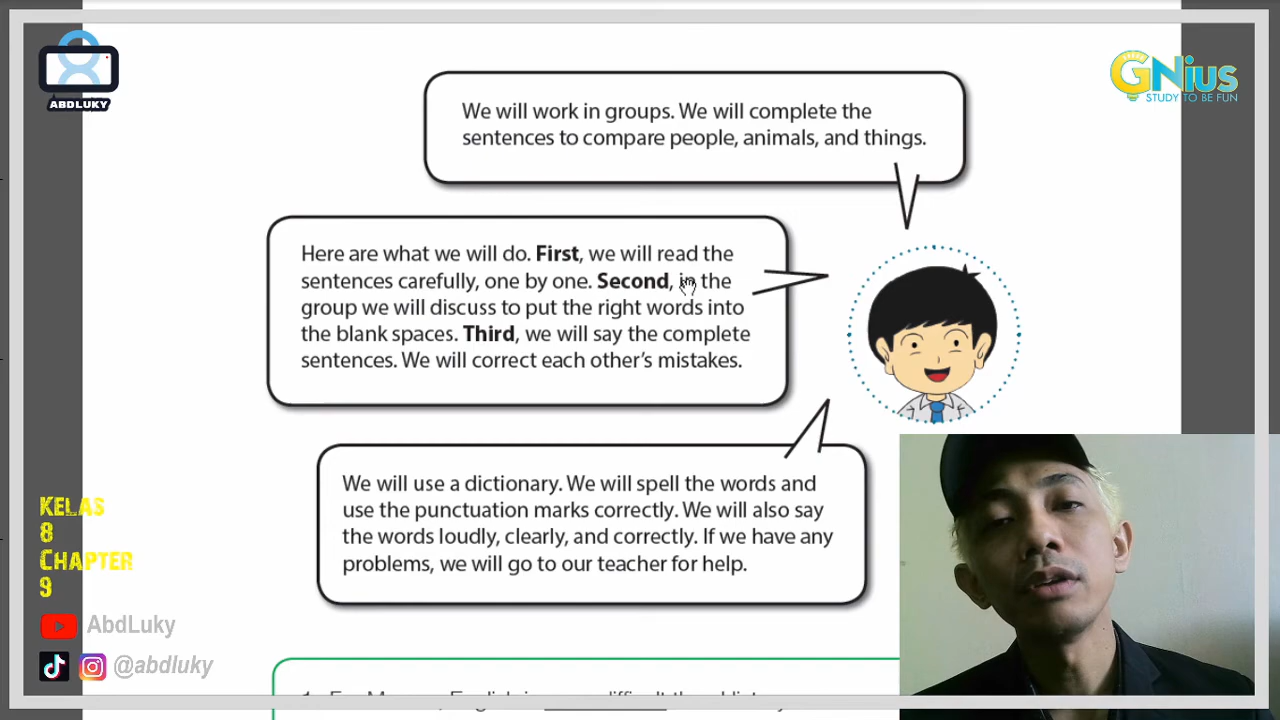 ABDLUKY
GNius
STUDY TO BE FUN
We will work in groups. We will complete the
sentences to compare people, animals, and things.
Here are what we will do. First, we will read the
sentences carefully, one by one. Second, in the
group we will discuss to put the right words into
the blank spaces. Third, we will say the complete
sentences. We will correct each other's mistakes.
We will use a dictionary. We will spell the words and
use the punctuation marks correctly. We will also say
the words loudly, clearly, and correctly. If we have any
problems, we will go to our teacher for help.
KELAS
8
CHAPTER
9
AbdLuky
@abdluky